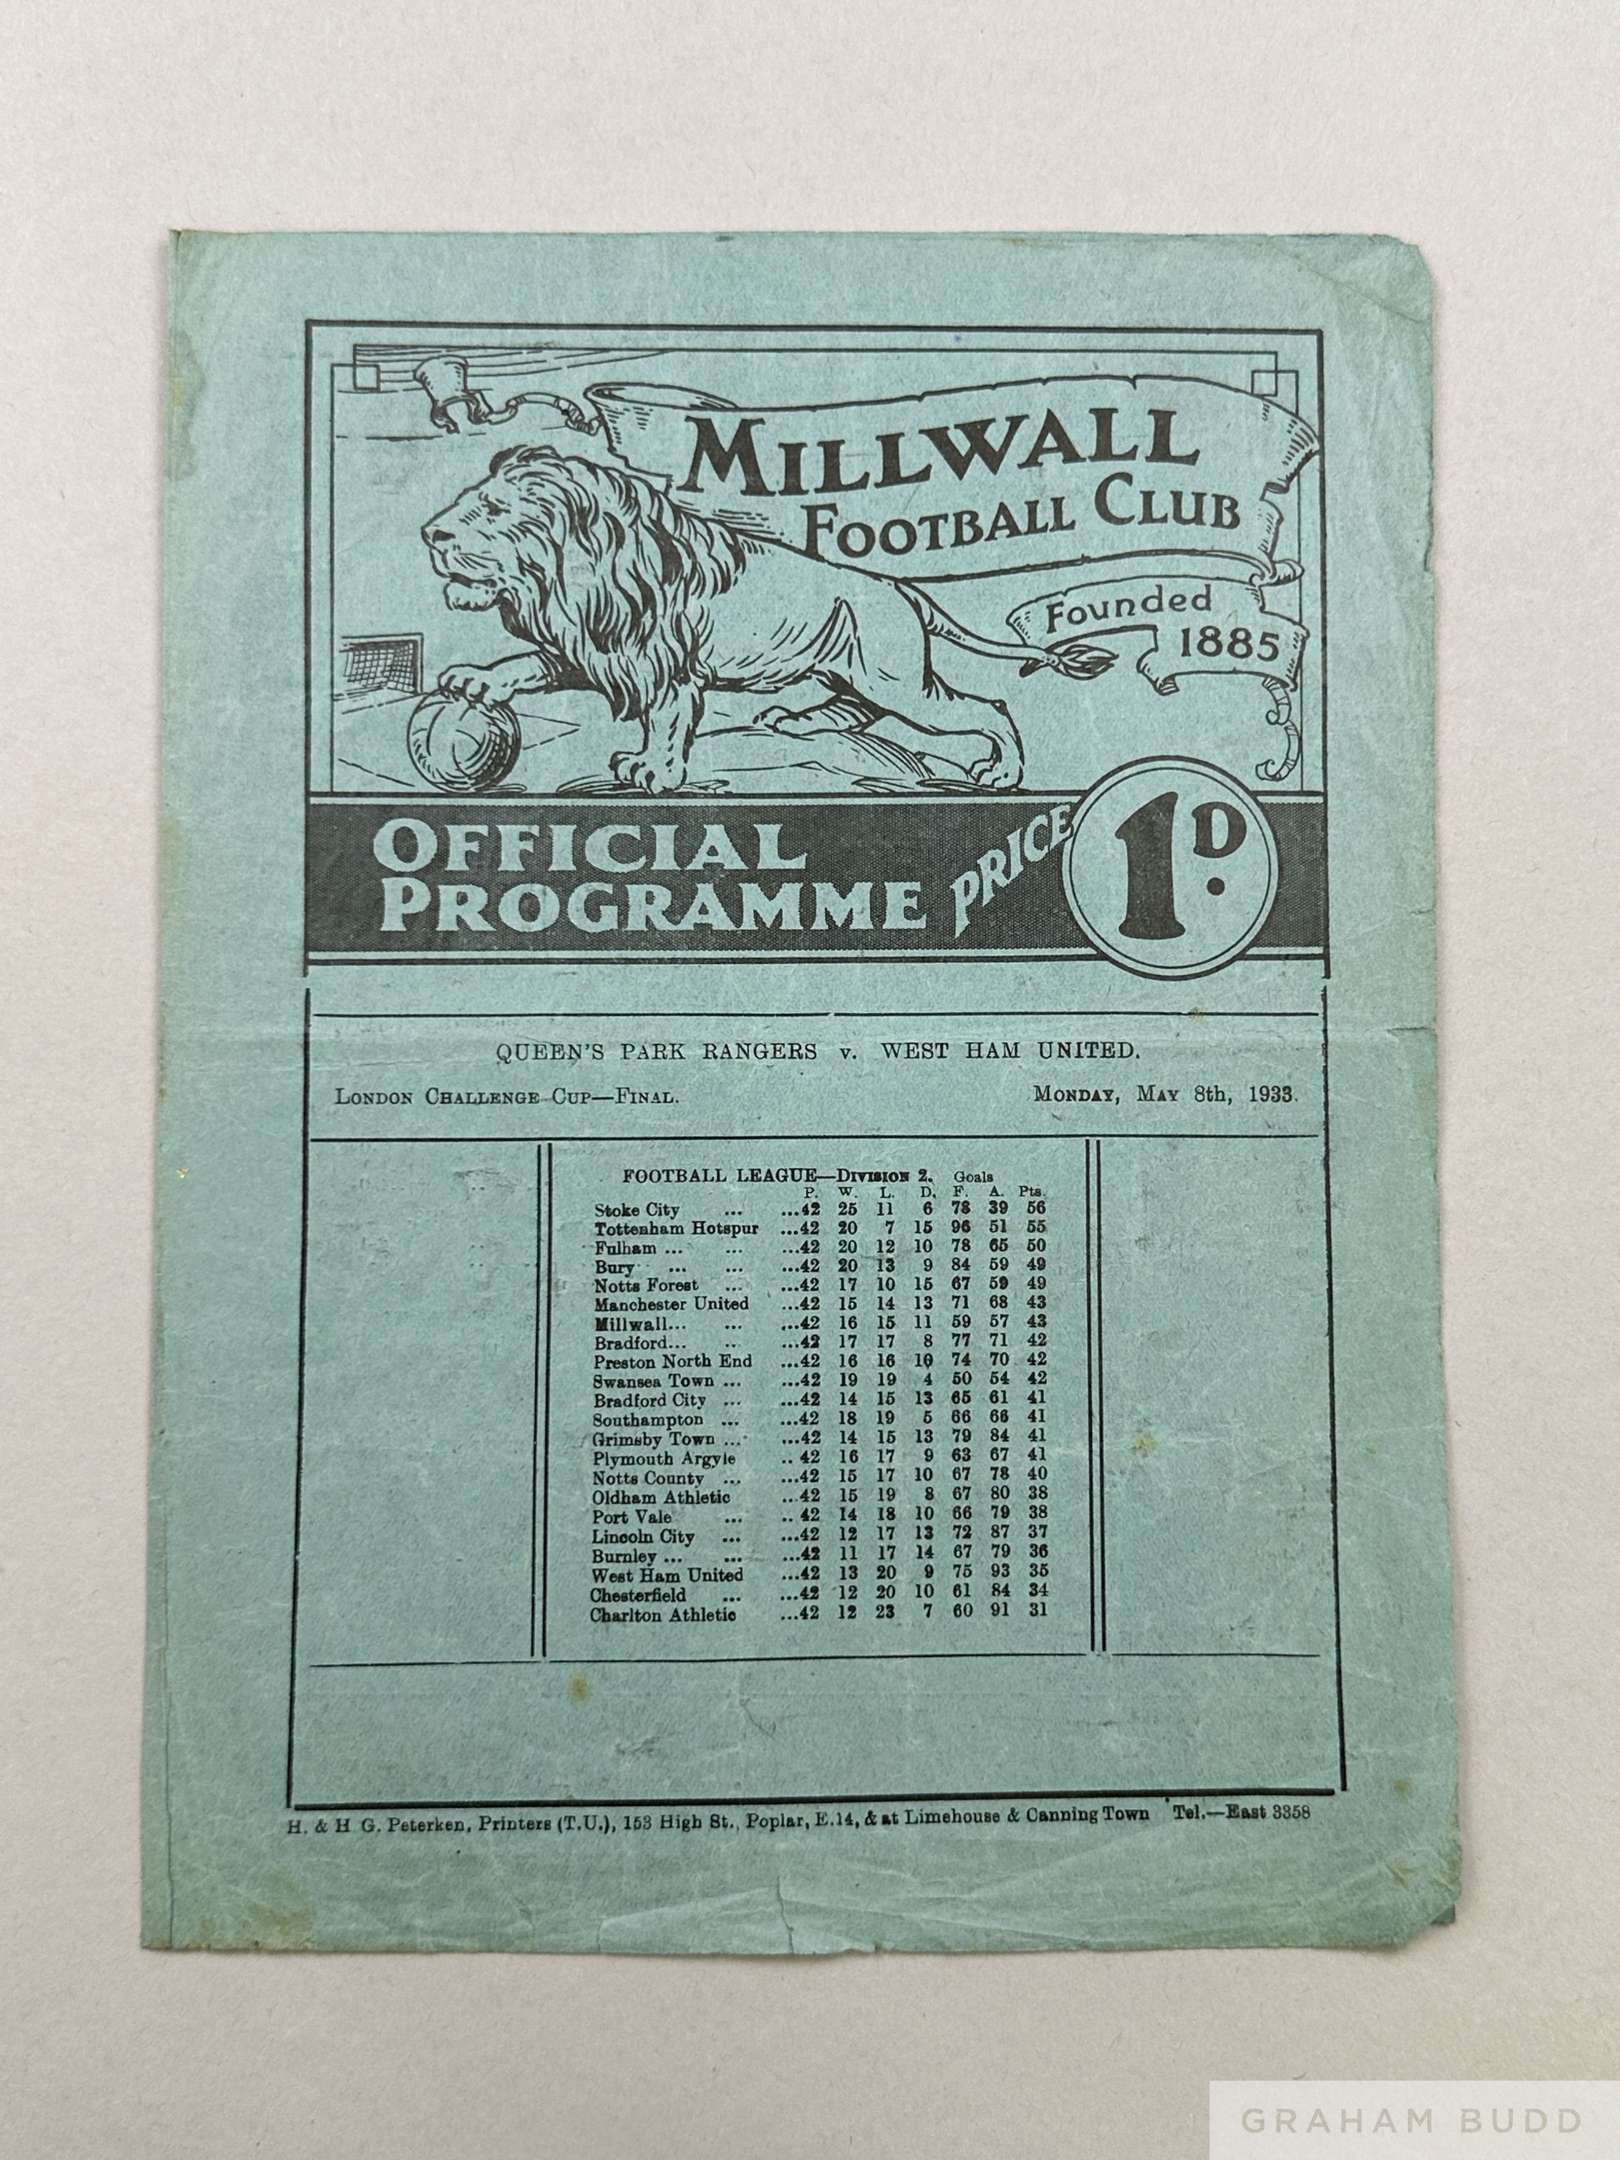 MILLWALL
FOOTBALL CLUB
Founded
1885
OFFICIAL
PROGRAMME PRICE 1D.
QUEEN'S PARK RANGERS v. WEST HAM UNITED.
LONDON CHALLENGE CUP—FINAL. MONDAY, MAY 8th, 1933.
FOOTBALL LEAGUE—DIVISION 2. Goals
P. W. L. D. F. A. Pts.
Stoke City ... ...42 25 11 6 78 39 56
Tottenham Hotspur ...42 20 7 15 96 51 55
Fulham ... ... ...42 20 12 10 78 65 50
Bury ... ... ...42 20 13 9 84 59 49
Notts Forest ... ...42 17 10 15 67 59 49
Manchester United ...42 15 14 13 71 68 43
Millwall... ... ...42 16 15 11 59 57 43
Bradford... ... ...42 17 17 8 77 71 42
Preston North End ...42 16 16 10 74 70 42
Swansea Town ... ...42 19 19 4 50 54 42
Bradford City ... ...42 14 15 13 65 61 41
Southampton ... ...42 18 19 5 66 66 41
Grimsby Town ... ...42 14 15 13 79 84 41
Plymouth Argyle .. 42 16 17 9 63 67 41
Notts County ... ...42 15 17 10 67 78 40
Oldham Athletic ...42 15 19 8 67 80 38
Port Vale ... .. 42 14 18 10 66 79 38
Lincoln City ... ...42 12 17 13 72 87 37
Burnley ... ... ...42 11 17 14 67 79 36
West Ham United ...42 13 20 9 75 93 35
Chesterfield ... ...42 12 20 10 61 84 34
Charlton Athletic ...42 12 23 7 60 91 31
H. & H G. Peterken, Printers (T.U.), 153 High St., Poplar, E.14, & at Limehouse & Canning Town Tel.—East 3358
GRAHAM BUDD